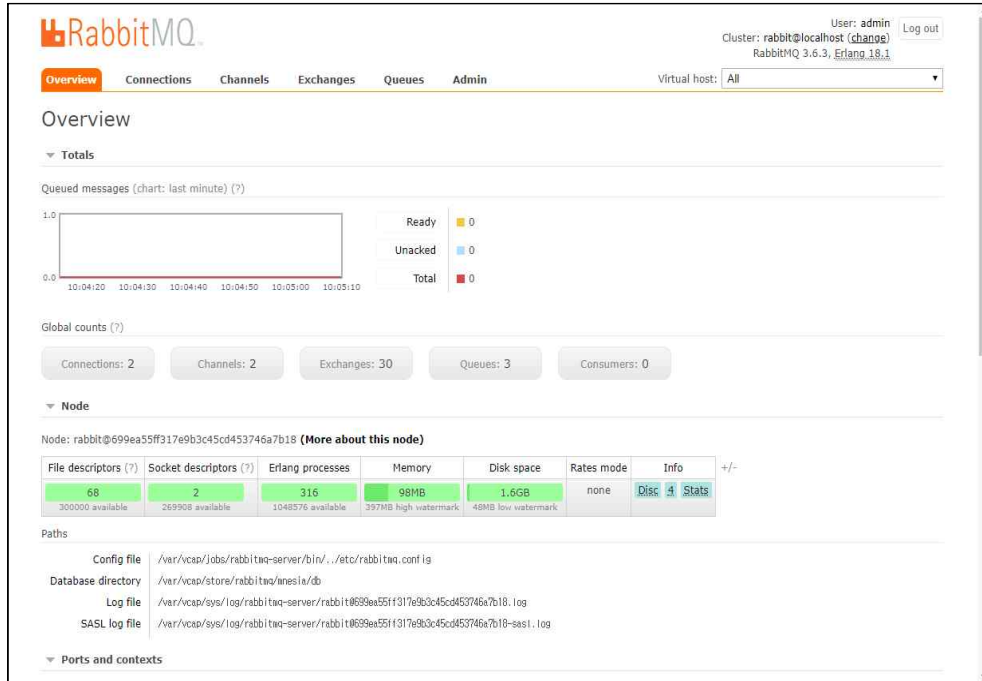 RabbitMQ
User: admin
Cluster: rabbit@localhost (change)
RabbitMQ 3.6.3, Erlang 18.1
Log out
Overview Connections Channels Exchanges Queues Admin
Virtual host: All
Overview
Totals
Queued messages (chart: last minute) (?)
1.0
0.0
10:04:20 10:04:30 10:04:40 10:04:50 10:05:00 10:05:10
Ready 0
Unacked 0
Total 0
Global counts (?)
Connections: 2 Channels: 2 Exchanges: 30 Queues: 3 Consumers: 0
Node
Node: rabbit@699ea55ff317e9b3c45cd453746a7b18 (More about this node)
File descriptors (?) Socket descriptors (?) Erlang processes Memory Disk space Rates mode Info +/-
68 2 316 98MB 1.6GB none Disc 4 Stats
300000 available 269908 available 1048576 available 397MB high watermark 48MB low watermark
Paths
Config file /var/vcap/jobs/rabbitmq-server/bin/../etc/rabbitmq.config
Database directory /var/vcap/store/rabbitmq/mnesia/db
Log file /var/vcap/sys/log/rabbitmq-server/rabbit@699ea55ff317e9b3c45cd453746a7b18.log
SASL log file /var/vcap/sys/log/rabbitmq-server/rabbit@699ea55ff317e9b3c45cd453746a7b18-sasl.log
Ports and contexts